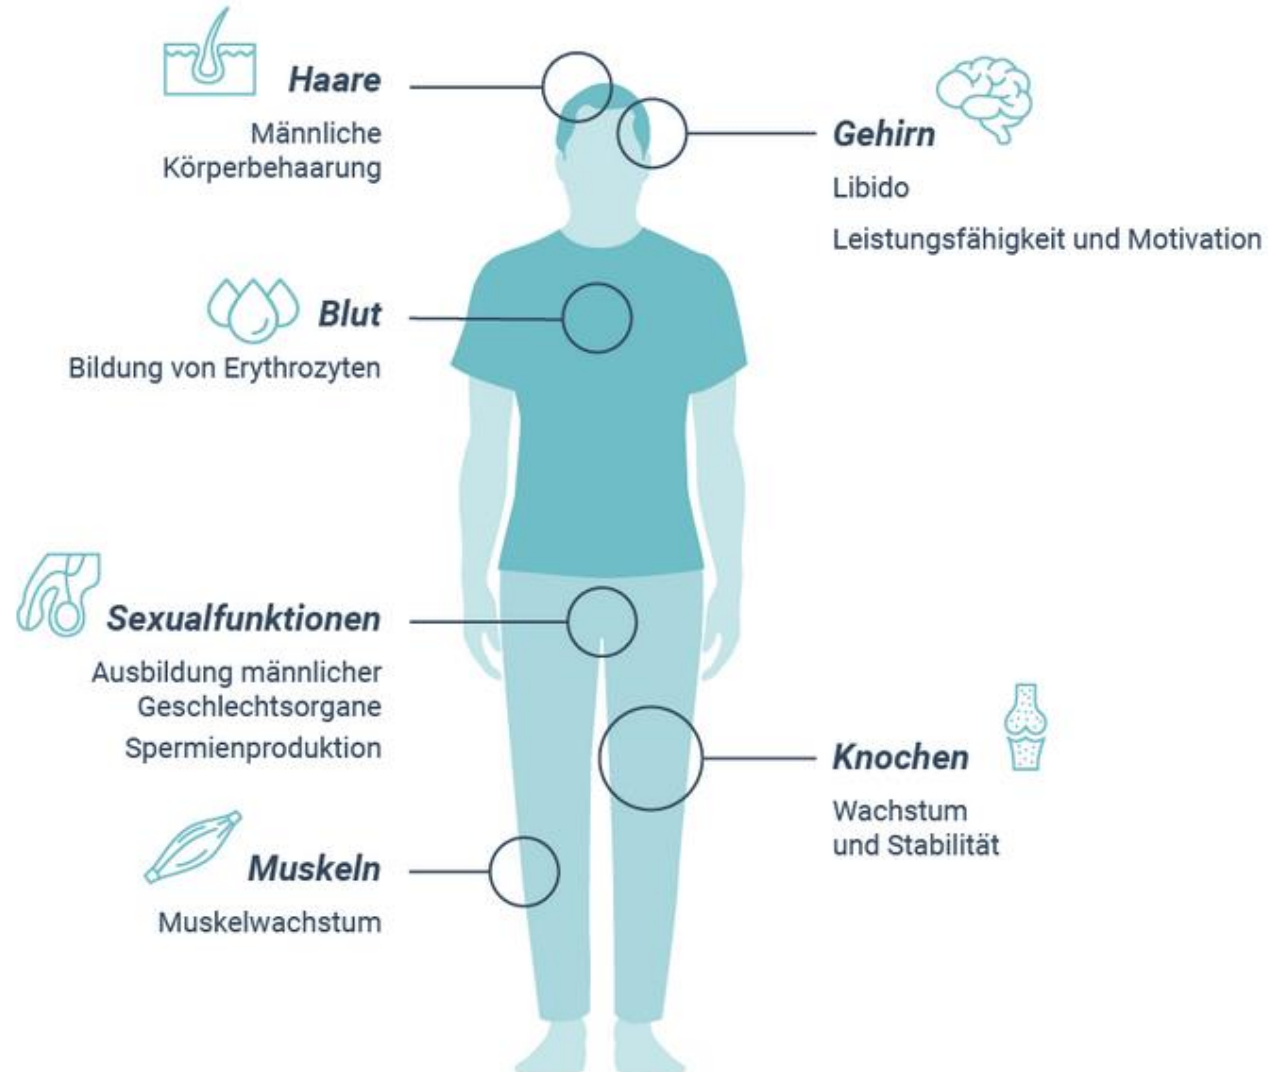 Haare
Männliche
Körperbehaarung
Gehirn
Libido
Leistungsfähigkeit und Motivation
Blut
Bildung von Erythrozyten
Sexualfunktionen
Ausbildung männlicher
Geschlechtsorgane
Spermienproduktion
Knochen
Wachstum
und Stabilität
Muskeln
Muskelwachstum